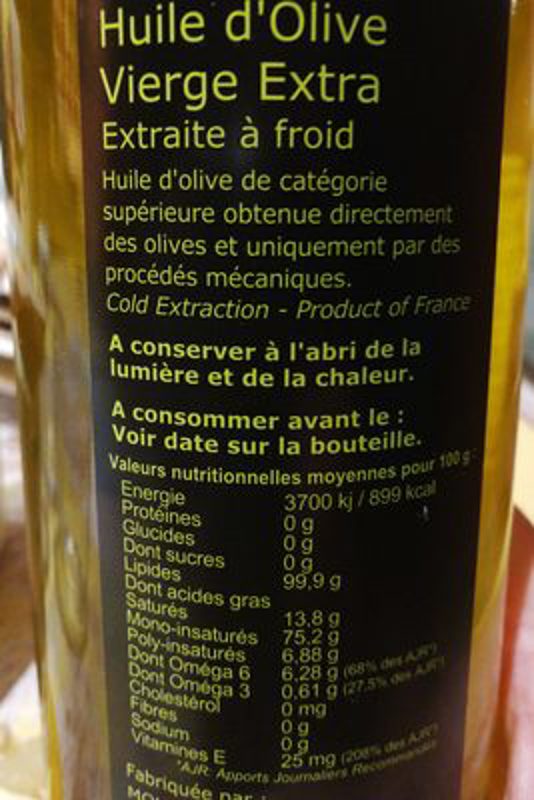 Huile d'Olive
Vierge Extra
Extraite à froid
Huile d'olive de catégorie
supérieure obtenue directement
des olives et uniquement par des
procédés mécaniques.
Cold Extraction - Product of France
A conserver à l'abri de la
lumière et de la chaleur.
A consommer avant le :
Voir date sur la bouteille.
Valeurs nutritionnelles moyennes pour 100 g :
Energie 3700 kj / 899 kcal
Protéines 0 g
Glucides 0 g
Dont sucres 0 g
Lipides 99,9 g
Dont acides gras
Saturés 13,8 g
Mono-insaturés 75,2 g
Poly-insaturés 6,88 g
Dont Oméga 6 6,28 g (68% des AJR*)
Dont Oméga 3 0,61 g (27,5% des AJR*)
Cholestérol 0 mg
Fibres 0 g
Sodium 0 g
Vitamines E 25 mg (208% des AJR*)
*AJR: Apports Journaliers Recommandés
Fabriquée par :